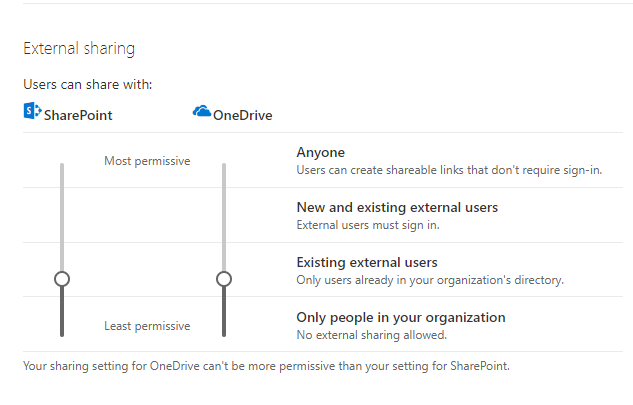 External sharing
Users can share with:
SharePoint
OneDrive
Most permissive
Anyone
Users can create shareable links that don't require sign-in.
New and existing external users
External users must sign in.
Existing external users
Only users already in your organization's directory.
Least permissive
Only people in your organization
No external sharing allowed.
Your sharing setting for OneDrive can't be more permissive than your setting for SharePoint.